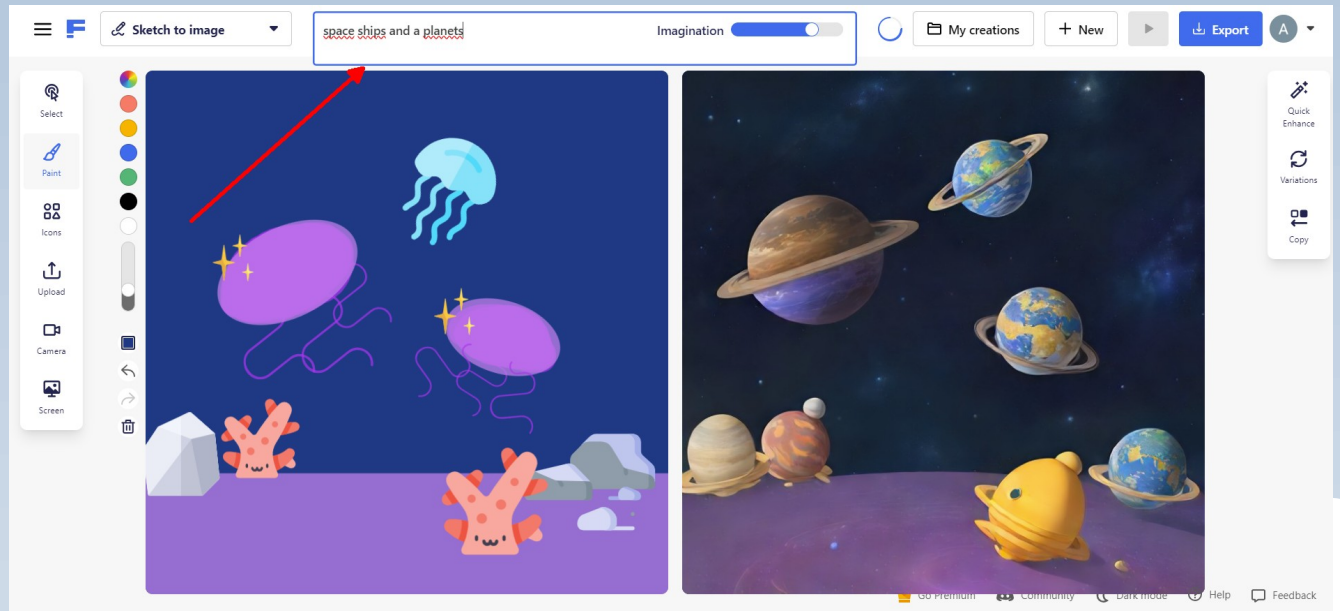 Sketch to image
space ships and a planets
Imagination
My creations
+ New
Export
A
Select
Paint
Icons
Upload
Camera
Screen
Quick
Enhance
Variations
Copy
Go Premium
Community
Dark mode
Help
Feedback